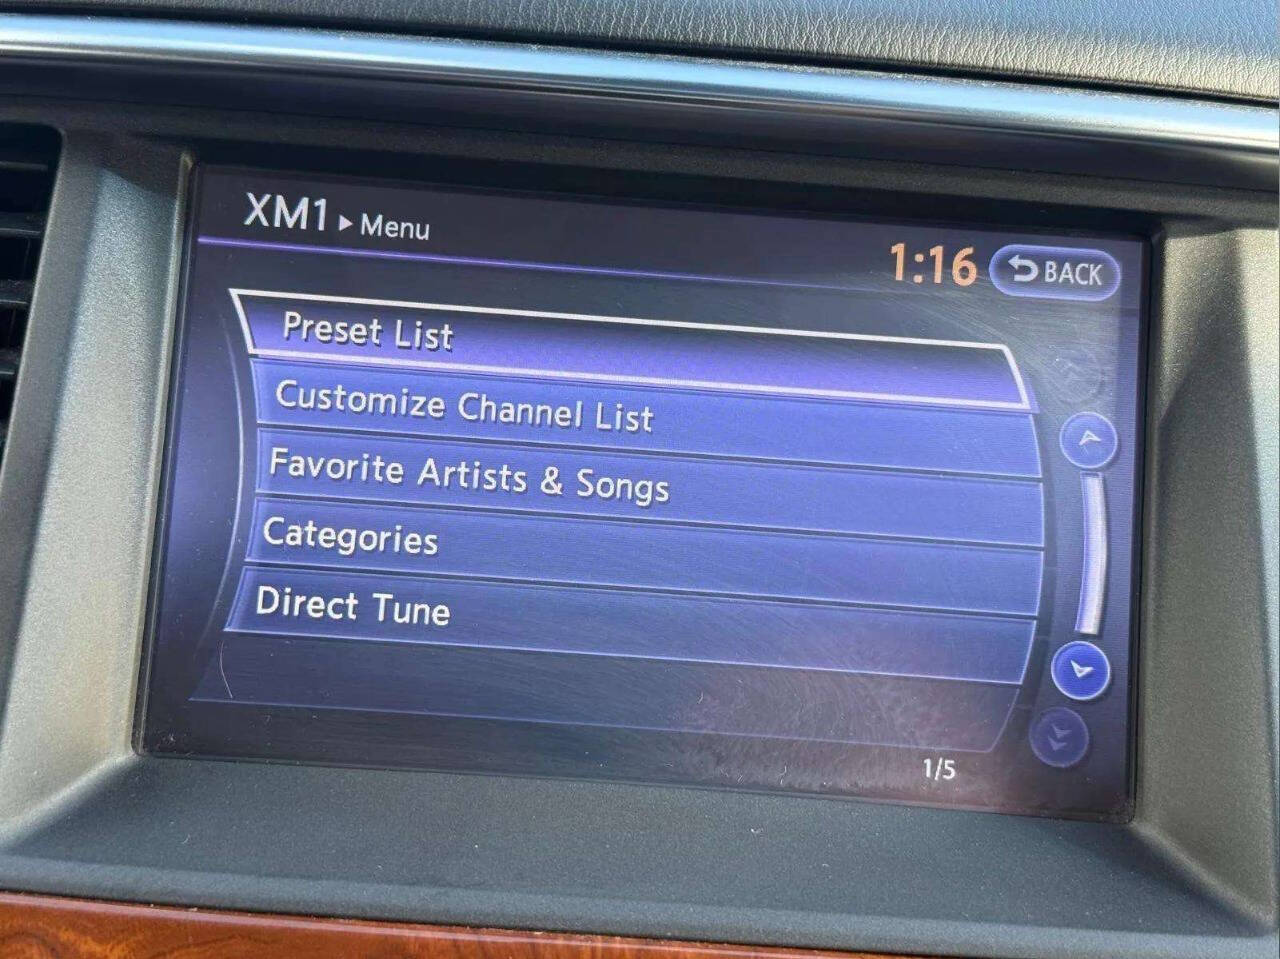 XM1 ▸ Menu
1:16 BACK
Preset List
Customize Channel List
Favorite Artists & Songs
Categories
Direct Tune
1/5